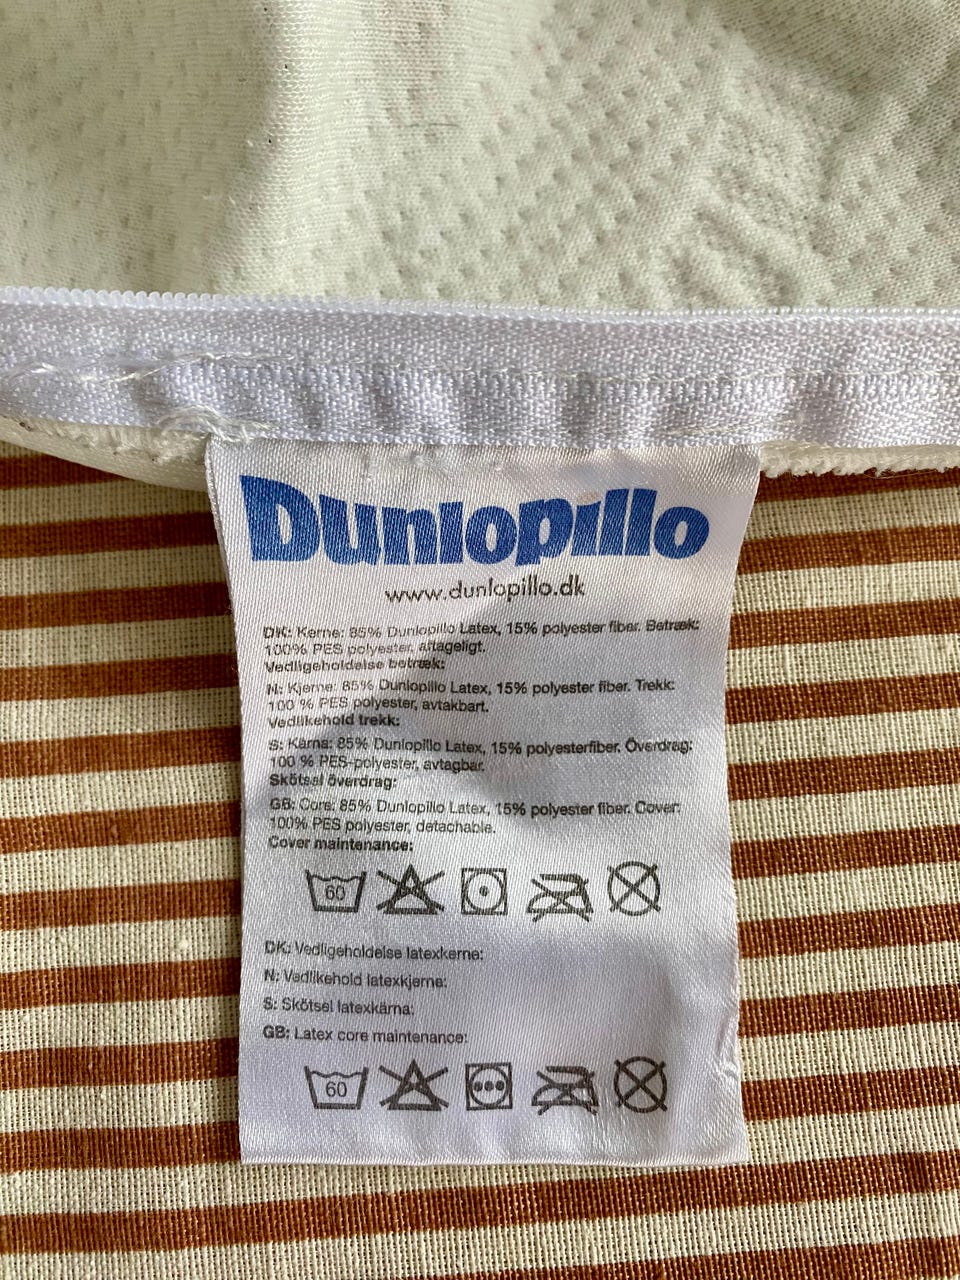 Dunlopillo
www.dunlopillo.dk
DK: Kerne: 85% Dunlopillo Latex, 15% polyester fiber. Betræk:
100% PES polyester, aftageligt.
Vedligeholdelse betræk:
N: Kjerne: 85% Dunlopillo Latex, 15% polyester fiber. Trekk:
100 % PES polyester, avtakbart.
Vedlikehold trekk:
S: Kärna: 85% Dunlopillo Latex, 15% polyesterfiber. Överdrag:
100 % PES-polyester, avtagbar.
Skötsel överdrag:
GB: Core: 85% Dunlopillo Latex, 15% polyester fiber. Cover:
100% PES polyester, detachable.
Cover maintenance:
60
DK: Vedligeholdelse latexkerne:
N: Vedlikehold latexkjerne:
S: Skötsel latexkärna:
GB: Latex core maintenance:
60